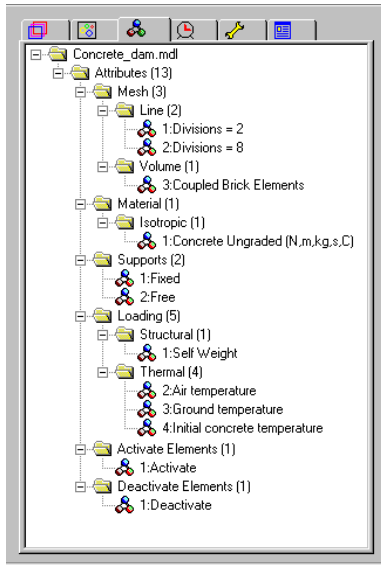 Concrete_dam.mdl
Attributes (13)
Mesh (3)
Line (2)
1:Divisions = 2
2:Divisions = 8
Volume (1)
3:Coupled Brick Elements
Material (1)
Isotropic (1)
1:Concrete Ungraded (N,m,kg,s,C)
Supports (2)
1:Fixed
2:Free
Loading (5)
Structural (1)
1:Self Weight
Thermal (4)
2:Air temperature
3:Ground temperature
4:Initial concrete temperature
Activate Elements (1)
1:Activate
Deactivate Elements (1)
1:Deactivate